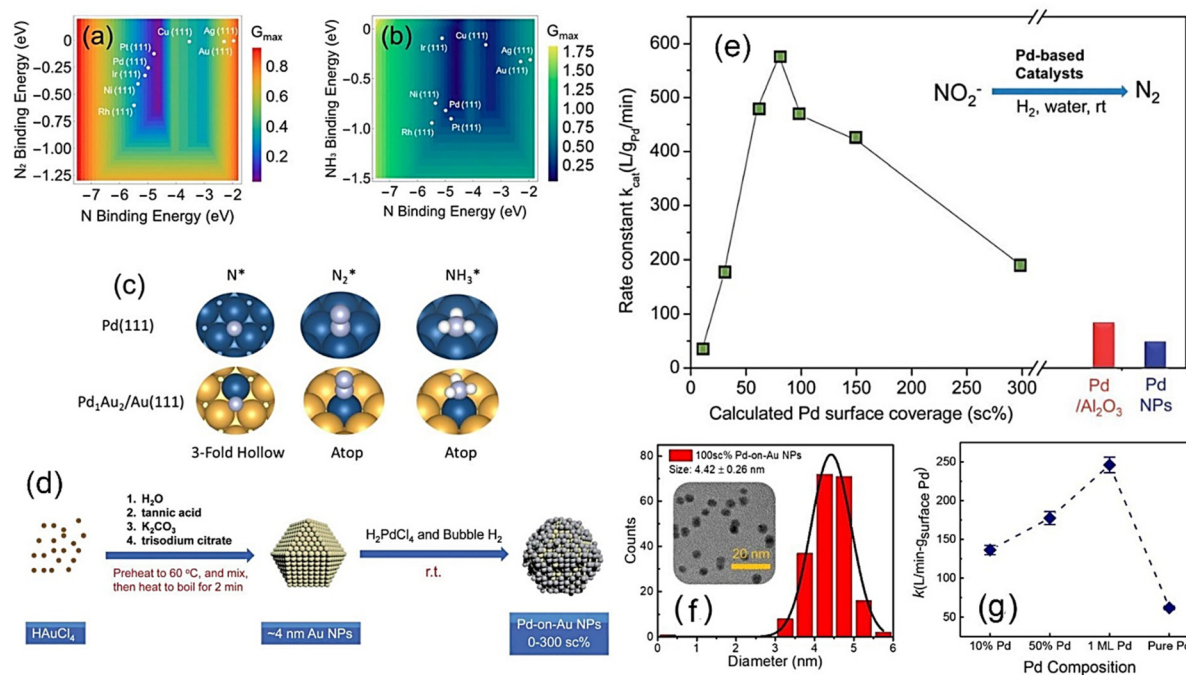 (a)
G_max
Cu (111)
Ag (111)
Pt (111)
Au (111)
Pd (111)
Ir (111)
Ni (111)
Rh (111)
0
−0.25
−0.50
−0.75
−1.00
−1.25
N₂ Binding Energy (eV)
0.8
0.6
0.4
0.2
−7 −6 −5 −4 −3 −2
N Binding Energy (eV)
(b)
G_max
Cu (111)
Ir (111)
Ag (111)
Au (111)
Ni (111)
Pd (111)
Rh (111)
Pt (111)
0
−0.5
−1.0
−1.5
NH₃ Binding Energy (eV)
1.75
1.50
1.25
1.00
0.75
0.50
0.25
−7 −6 −5 −4 −3 −2
N Binding Energy (eV)
(c)
N* N₂* NH₃*
Pd(111)
Pd₁Au₂/Au(111)
3-Fold Hollow Atop Atop
(d)
1. H₂O
2. tannic acid
3. K₂CO₃
4. trisodium citrate
Preheat to 60 °C, and mix,
then heat to boil for 2 min
H₂PdCl₄ and Bubble H₂
r.t.
HAuCl₄
~4 nm Au NPs
Pd-on-Au NPs
0-300 sc%
(e)
Pd-based
Catalysts
NO₂⁻ N₂
H₂, water, rt
600
500
400
300
200
100
0
Rate constant k_cat(L/g_Pd/min)
0 50 100 150 200 250 300
Pd
/Al₂O₃
Pd
NPs
Calculated Pd surface coverage (sc%)
100sc% Pd-on-Au NPs
Size: 4.42 ± 0.26 nm
20 nm
(f)
80
60
40
20
0
Counts
0 1 2 3 4 5 6
Diameter (nm)
(g)
250
200
150
100
50
k(L/min-g_surface Pd)
10% Pd 50% Pd 1 ML Pd Pure Pd
Pd Composition